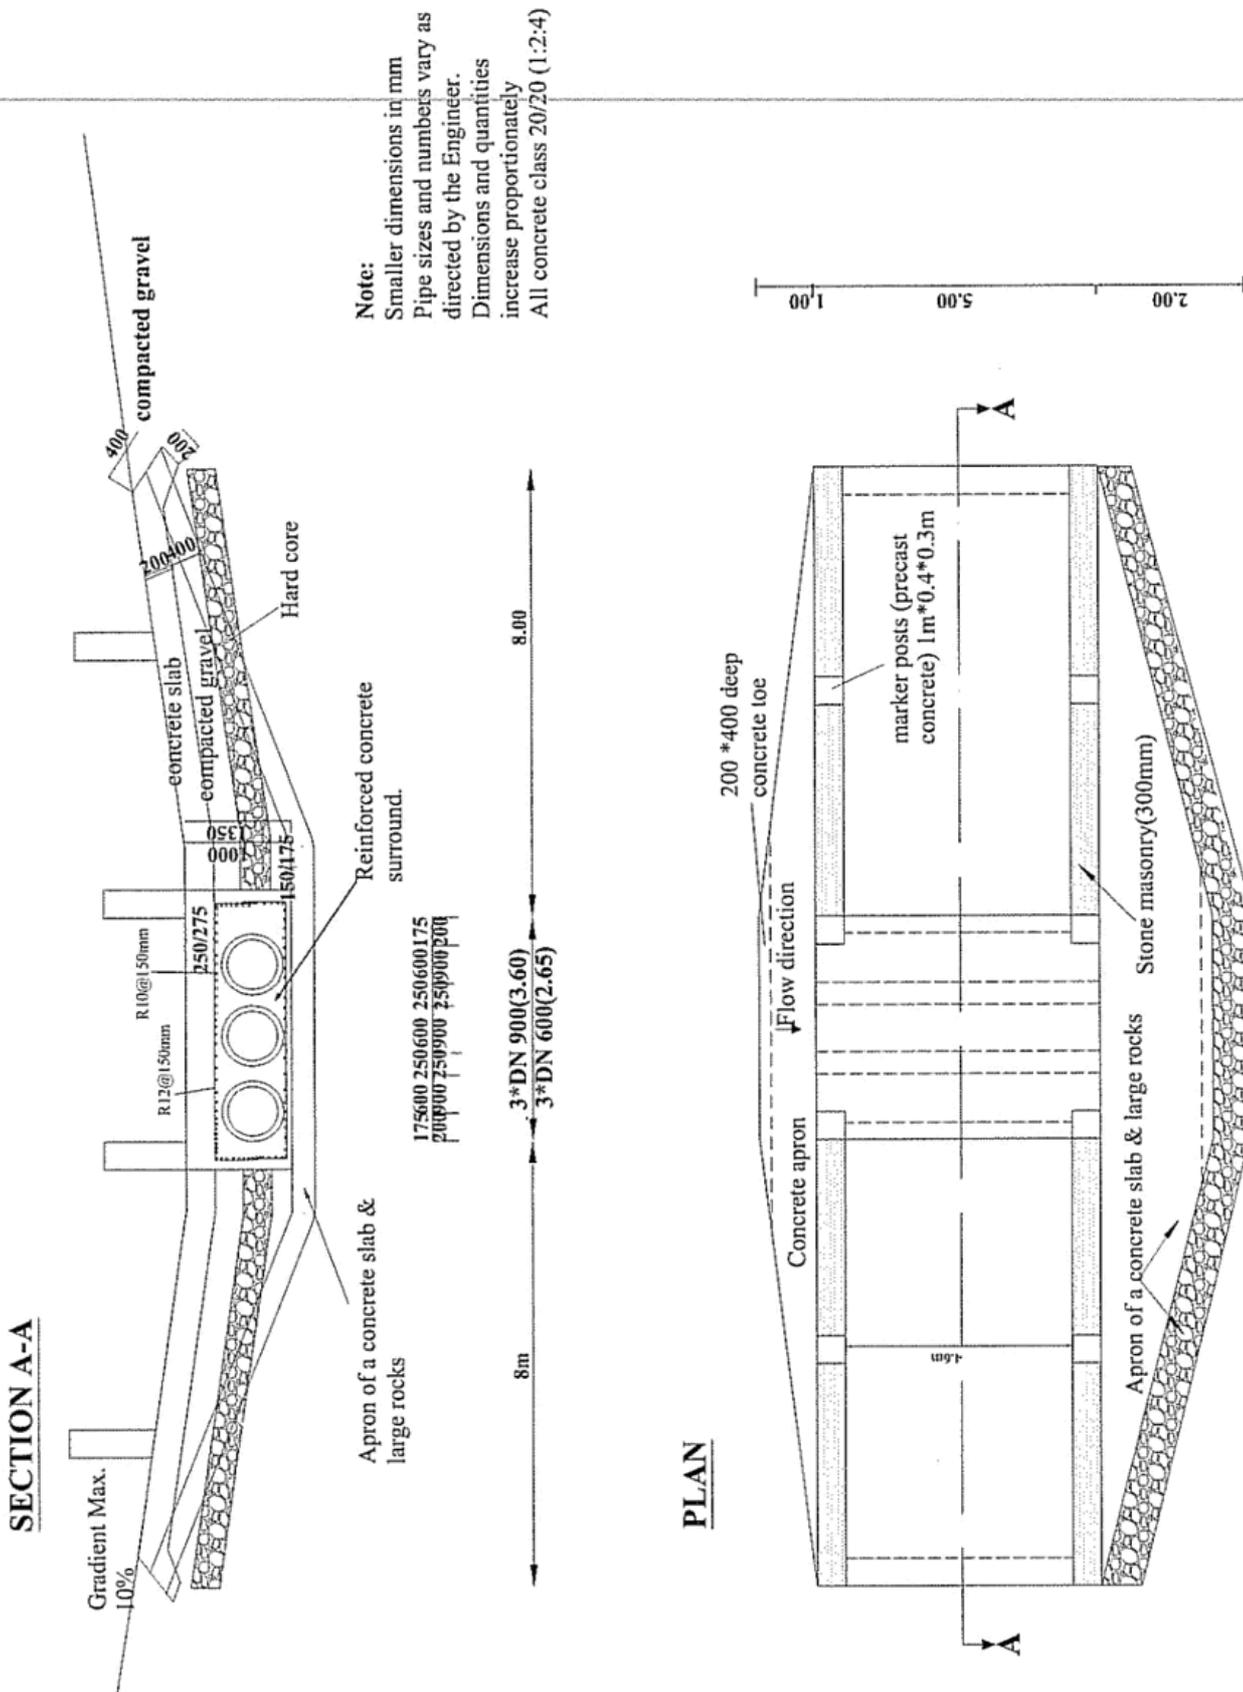 SECTION A-A
Gradient Max.
10%
R12@150mm
R10@150mm
250/275
1000
1350
150/175
concrete slab
compacted gravel
200
400
400
200
compacted gravel
Hard core
Reinforced concrete
surround.
Apron of a concrete slab &
large rocks
175600 250600 250600175
200900 250900 250900200
8m
3*DN 900(3.60)
3*DN 600(2.65)
8.00
Note:
Smaller dimensions in mm
Pipe sizes and numbers vary as
directed by the Engineer.
Dimensions and quantities
increase proportionately
All concrete class 20/20 (1:2:4)
PLAN
Concrete apron
Flow direction
200 *400 deep
concrete toe
marker posts (precast
concrete) 1m*0.4*0.3m
4.6m
A
A
Stone masonry(300mm)
Apron of a concrete slab & large rocks
1.00
5.00
2.00